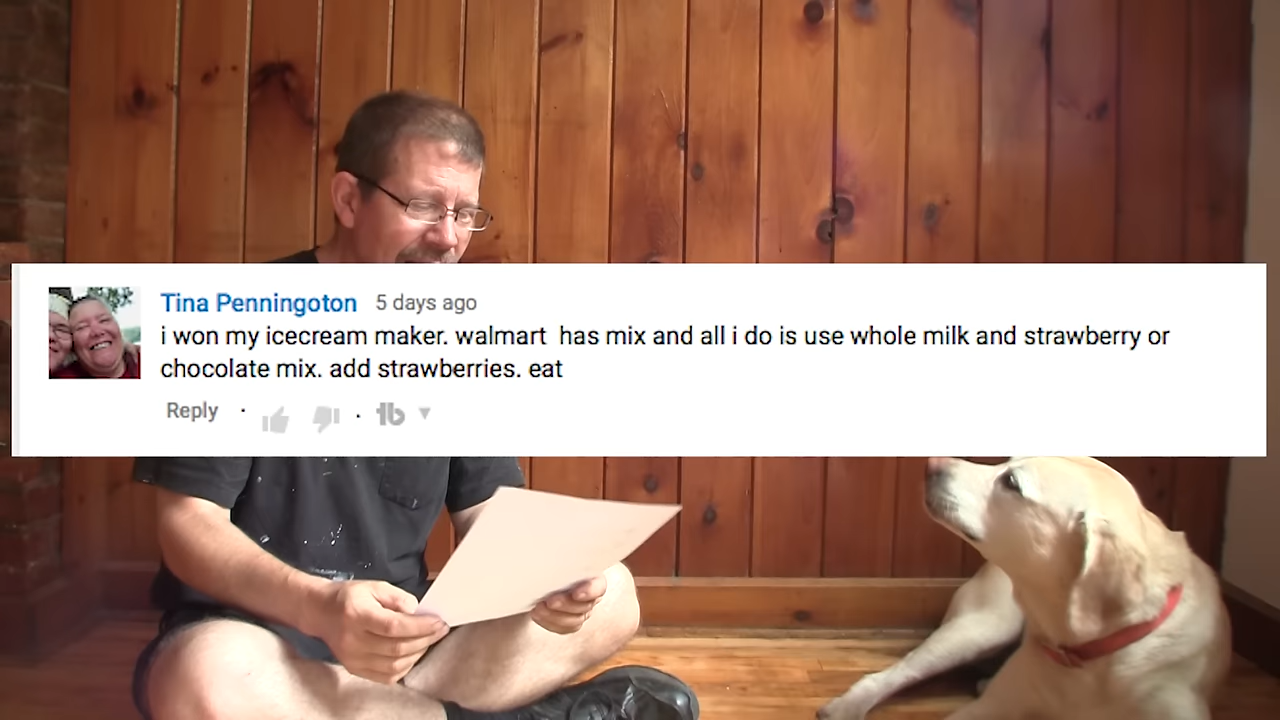 Tina Penningoton 5 days ago
i won my icecream maker. walmart  has mix and all i do is use whole milk and strawberry or
chocolate mix. add strawberries. eat
Reply · · tb